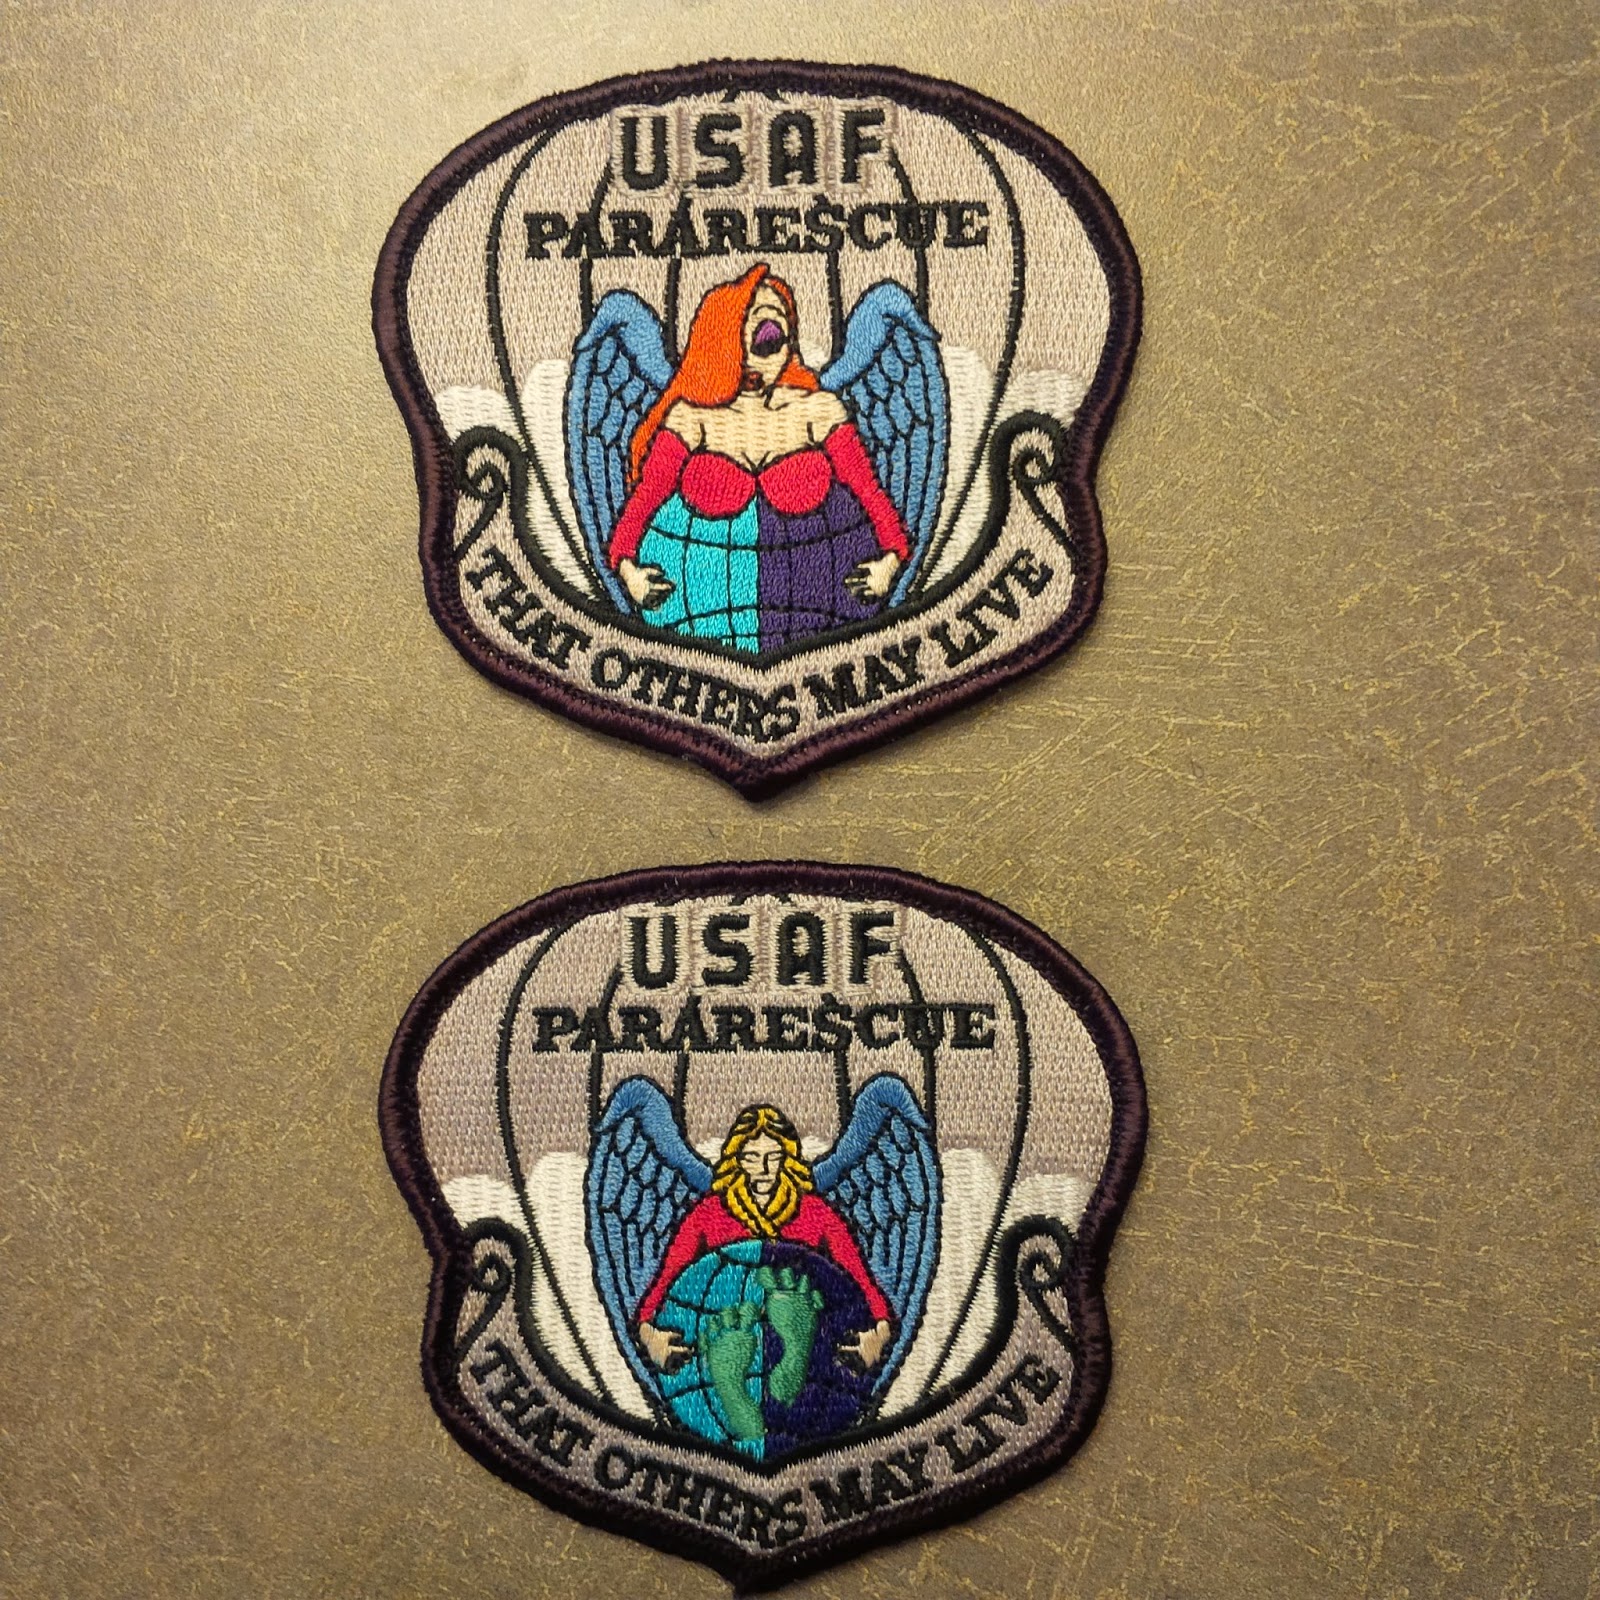 USAF
PARARESCUE
THAT OTHERS MAY LIVE
USAF
PARARESCUE
THAT OTHERS MAY LIVE